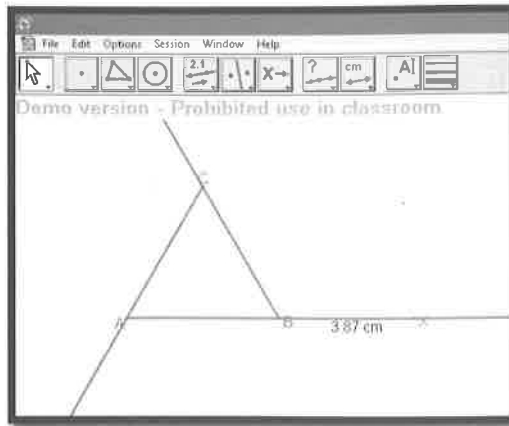 File Edit Options Session Window Help
2.1 X ? cm A
Demo version - Prohibited use in classroom
C
A B X
3.87 cm